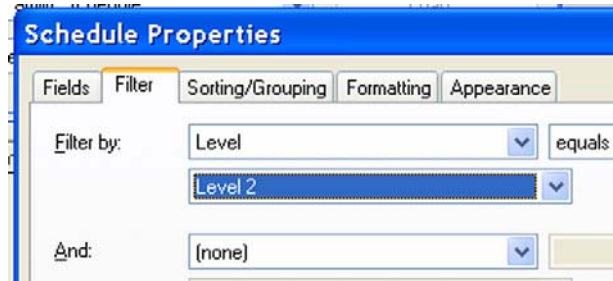 Schedule Properties
Fields Filter Sorting/Grouping Formatting Appearance
Filter by: Level equals
Level 2
And: (none)